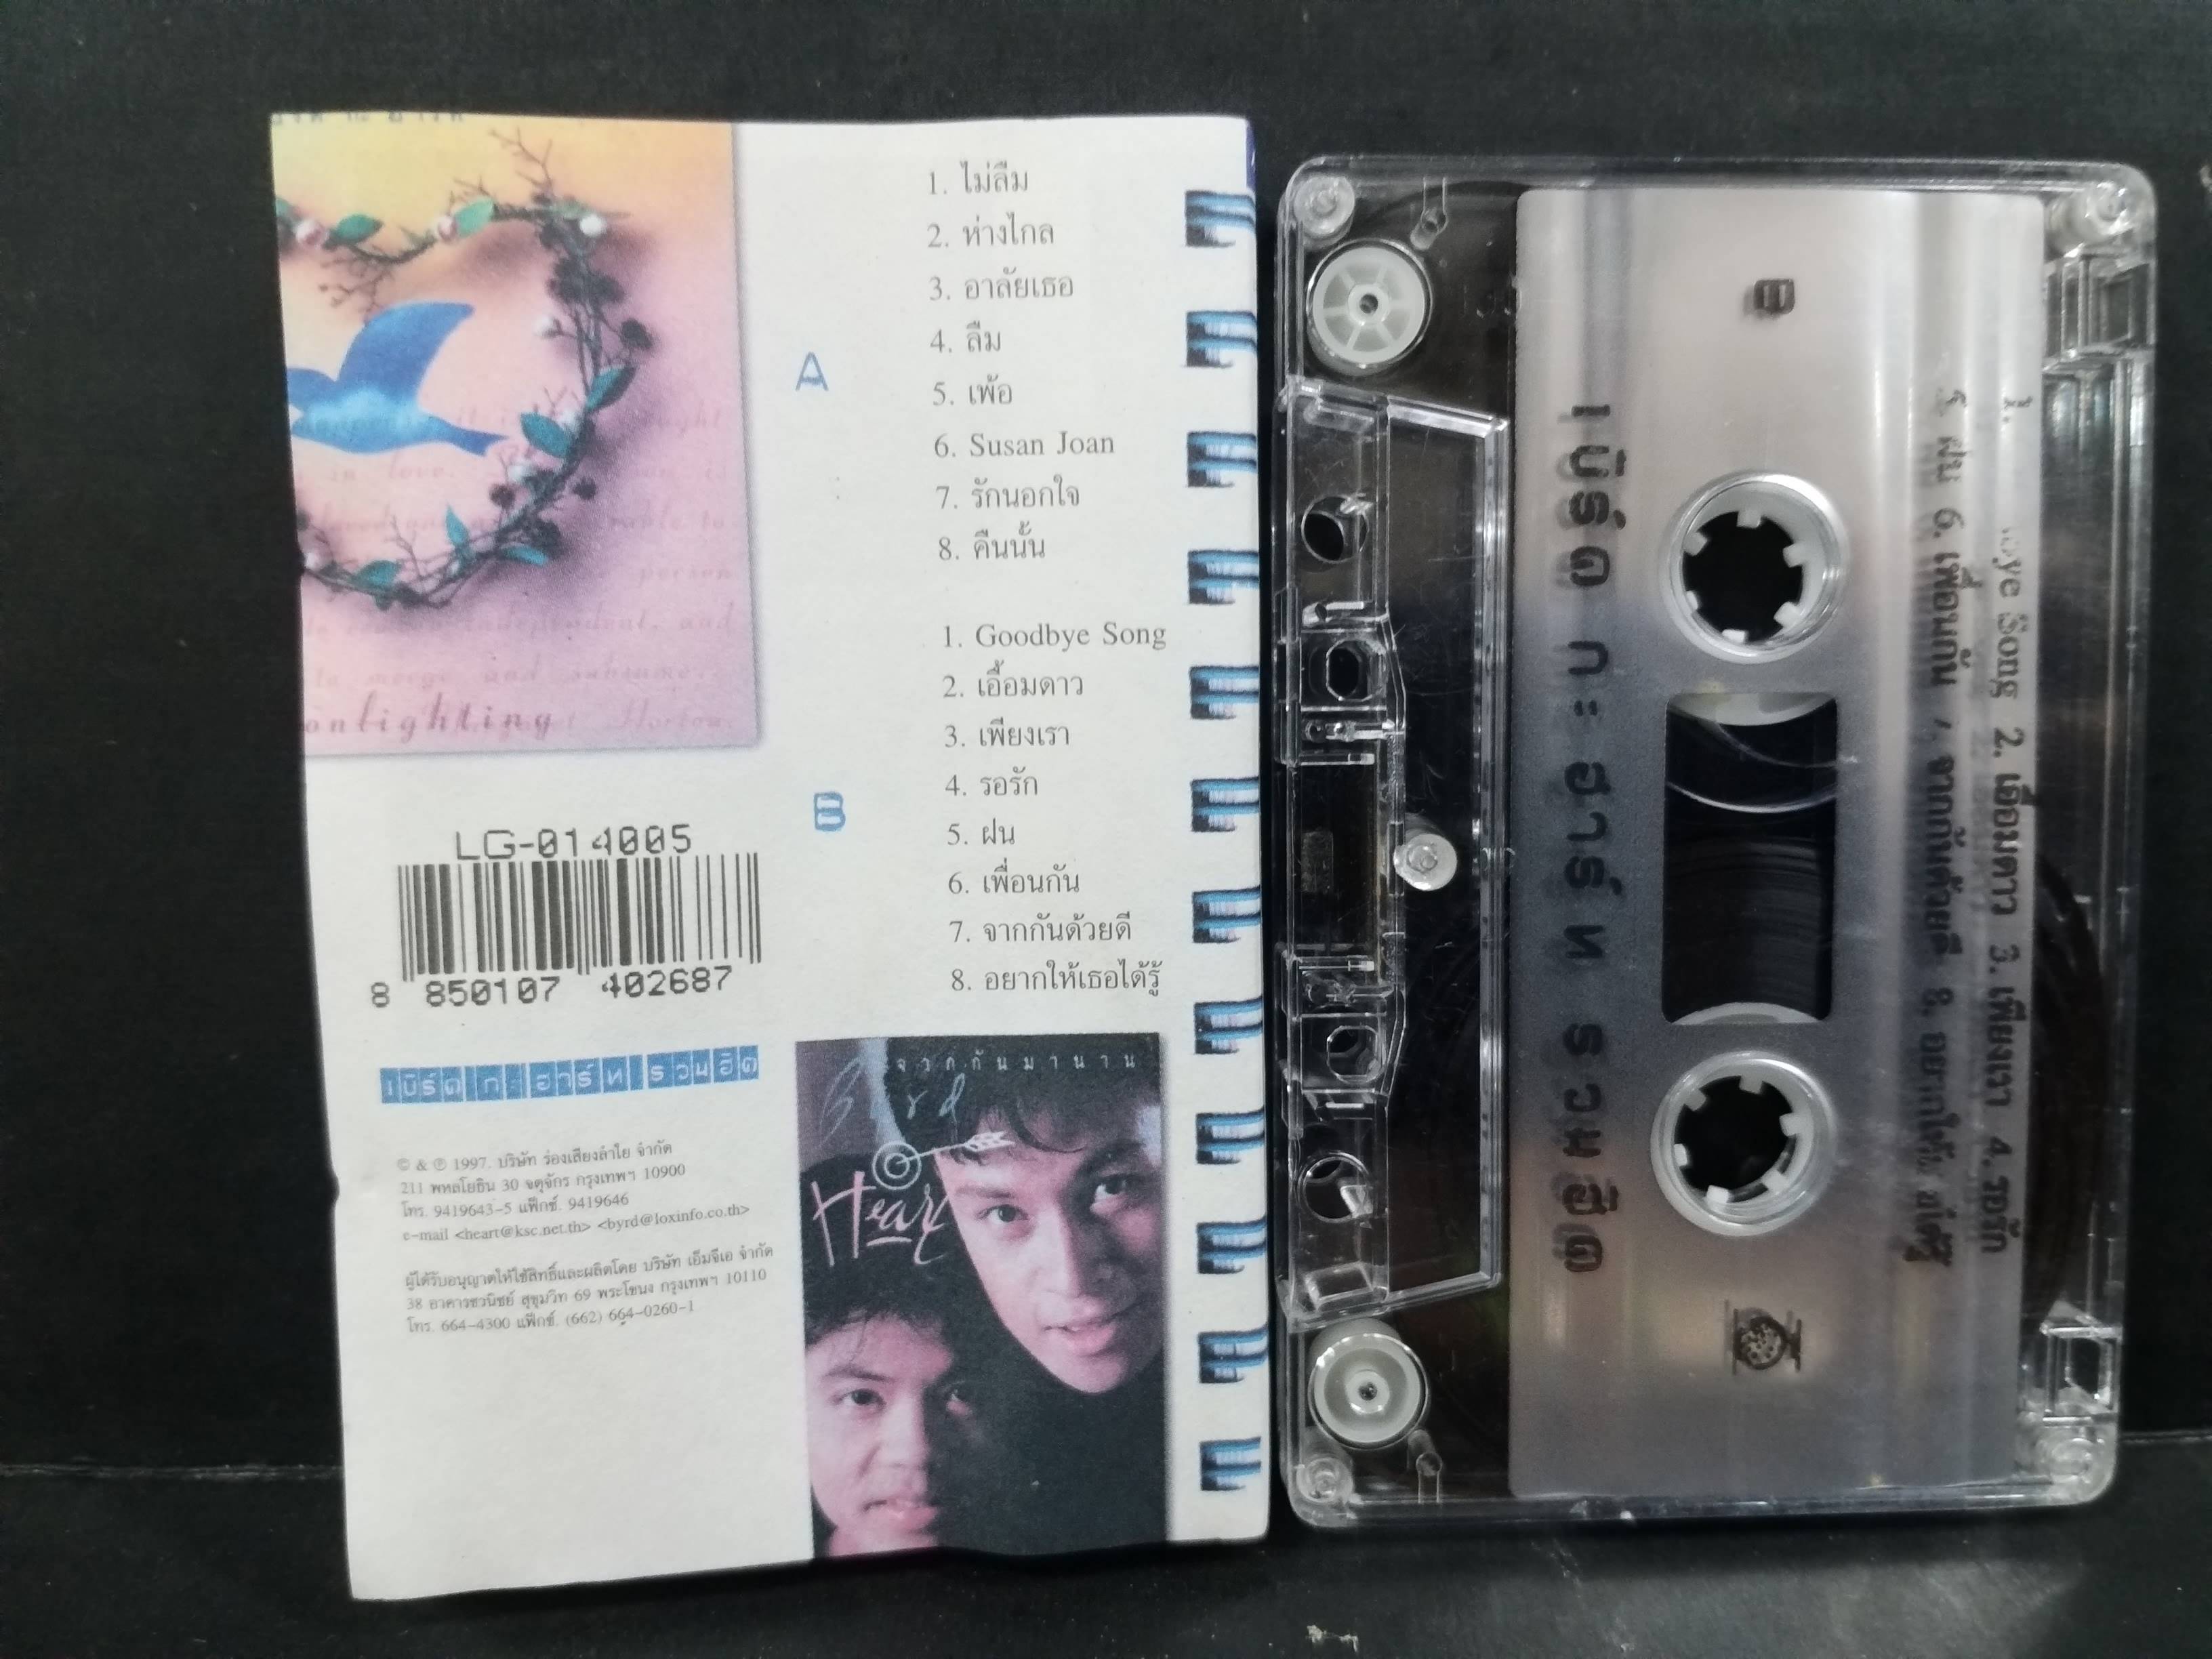 1. ไม่ลืม
2. ห่างไกล
3. อาลัยเธอ
4. ลืม
A
5. เพ้อ
6. Susan Joan
7. รักนอกใจ
8. คืนนั้น
1. Goodbye Song
2. เอื้อมดาว
3. เพียงเรา
4. รอรัก
B
5. ฝน
6. เพื่อนกัน
7. จากกันด้วยดี
8. อยากให้เธอได้รู้
in love.
person
independent, and
to merge and
onlighting
Horton.
LG-014005
8 850107 402687
เบิร์ด ก:ฮาร์ท รวมฮิต
© & ℗ 1997. บริษัท ร่องเสียงลำใย จำกัด
211 พหลโยธิน 30 จตุจักร กรุงเทพฯ 10900
โทร. 9419643-5 แฟ็กซ์. 9419646
e-mail <heart@ksc.net.th> <byrd@loxinfo.co.th>
ผู้ได้รับอนุญาตให้ใช้สิทธิ์และผลิตโดย บริษัท เอ็มจีเอ จำกัด
38 อาคารชวนิชย์ สุขุมวิท 69 พระโขนง กรุงเทพฯ 10110
โทร. 664-4300 แฟ็กซ์. (662) 664-0260-1
จากกันมานาน
Byrd
Heart
B
เบิร์ด ก:ฮาร์ท รวมฮิต
1. ...bye Song 2. เอื้อมดาว 3. เพียงเรา 4. รอรัก
5. ฝน 6. เพื่อนกัน 7. จากกันด้วยดี 8. อยากให้เธอได้รู้